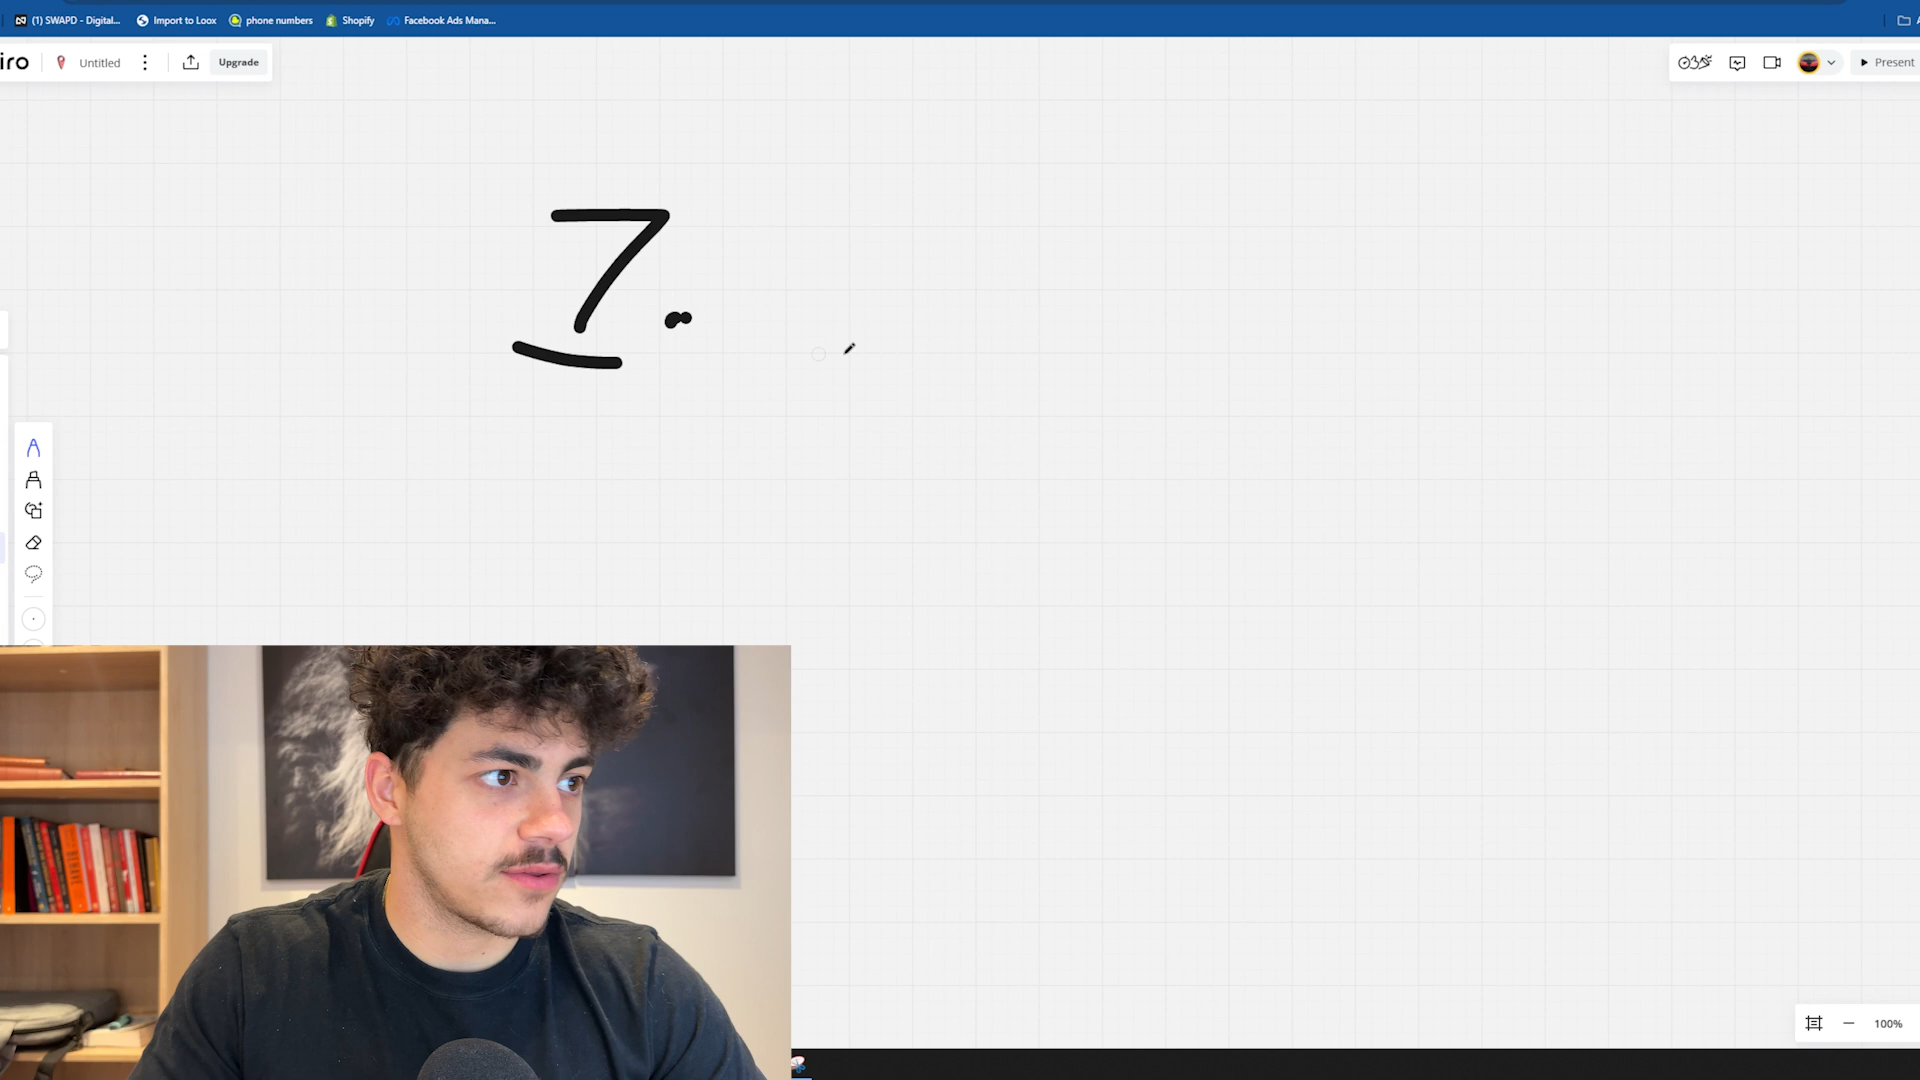 (1) SWAPD - Digital... Import to Loox phone numbers Shopify Facebook Ads Mana...
iro Untitled Upgrade
Present
7.
100%